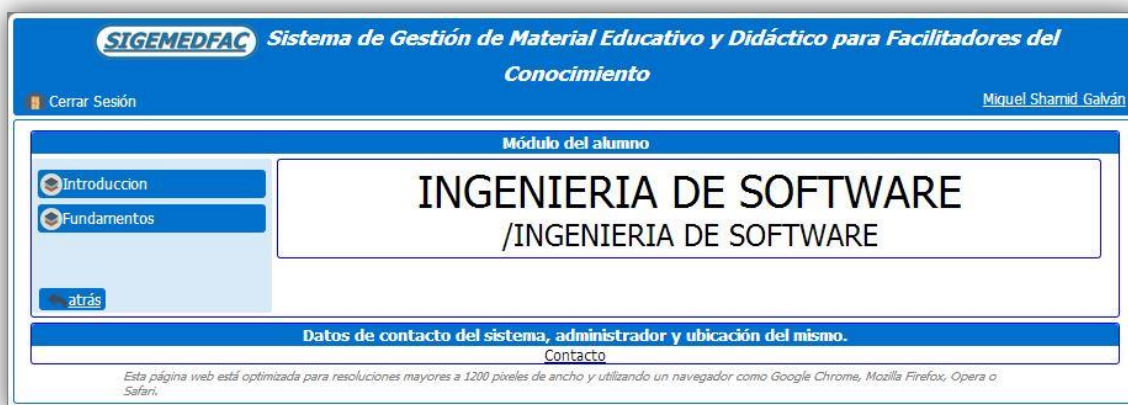 SIGEMEDFAC Sistema de Gestión de Material Educativo y Didáctico para Facilitadores del
Conocimiento
Cerrar Sesión
Miguel Shamid Galván
Módulo del alumno
Introduccion
Fundamentos
atrás
INGENIERIA DE SOFTWARE
/INGENIERIA DE SOFTWARE
Datos de contacto del sistema, administrador y ubicación del mismo.
Contacto
Esta página web está optimizada para resoluciones mayores a 1200 pixeles de ancho y utilizando un navegador como Google Chrome, Mozilla Firefox, Opera o
Safari.